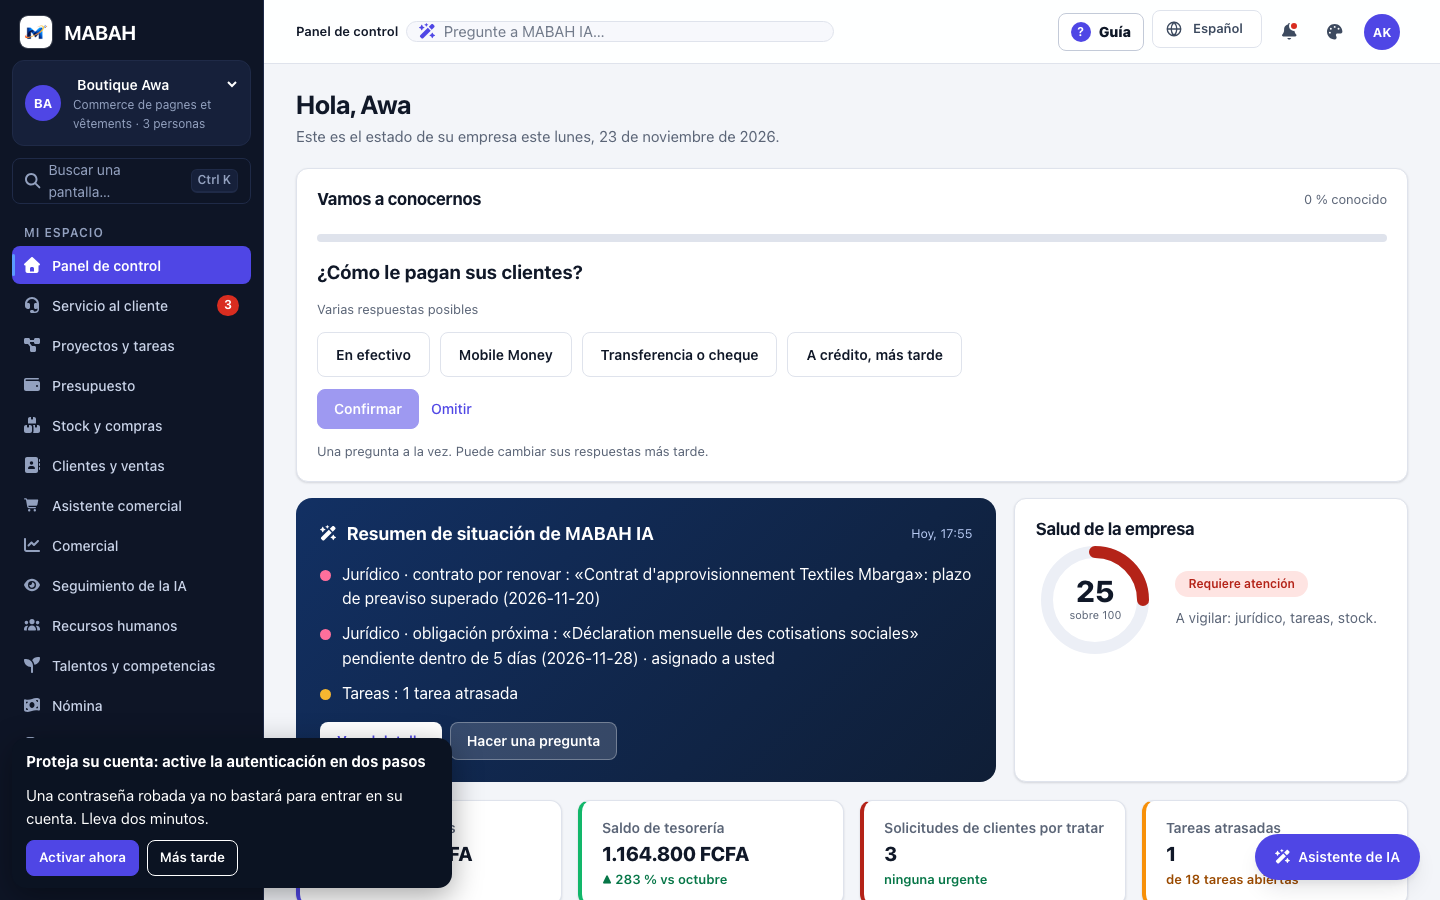 MABAH
BA
Boutique Awa
Commerce de pagnes et
vêtements · 3 personas
Buscar una
pantalla...
Ctrl K
MI ESPACIO
Panel de control
Servicio al cliente
3
Proyectos y tareas
Presupuesto
Stock y compras
Clientes y ventas
Asistente comercial
Comercial
Seguimiento de la IA
Recursos humanos
Talentos y competencias
Nómina
Panel de control
Pregunte a MABAH IA...
? Guía
Español
AK
Hola, Awa
Este es el estado de su empresa este lunes, 23 de noviembre de 2026.
Vamos a conocernos
0 % conocido
¿Cómo le pagan sus clientes?
Varias respuestas posibles
En efectivo
Mobile Money
Transferencia o cheque
A crédito, más tarde
Confirmar
Omitir
Una pregunta a la vez. Puede cambiar sus respuestas más tarde.
Resumen de situación de MABAH IA
Hoy, 17:55
Jurídico · contrato por renovar : «Contrat d'approvisionnement Textiles Mbarga»: plazo
de preaviso superado (2026-11-20)
Jurídico · obligación próxima : «Déclaration mensuelle des cotisations sociales»
pendiente dentro de 5 días (2026-11-28) · asignado a usted
Tareas : 1 tarea atrasada
Hacer una pregunta
Salud de la empresa
25
sobre 100
Requiere atención
A vigilar: jurídico, tareas, stock.
Proteja su cuenta: active la autenticación en dos pasos
Una contraseña robada ya no bastará para entrar en su
cuenta. Lleva dos minutos.
Activar ahora
Más tarde
Saldo de tesorería
1.164.800 FCFA
▲ 283 % vs octubre
Solicitudes de clientes por tratar
3
ninguna urgente
Tareas atrasadas
1
de 18 tareas abiertas
Asistente de IA